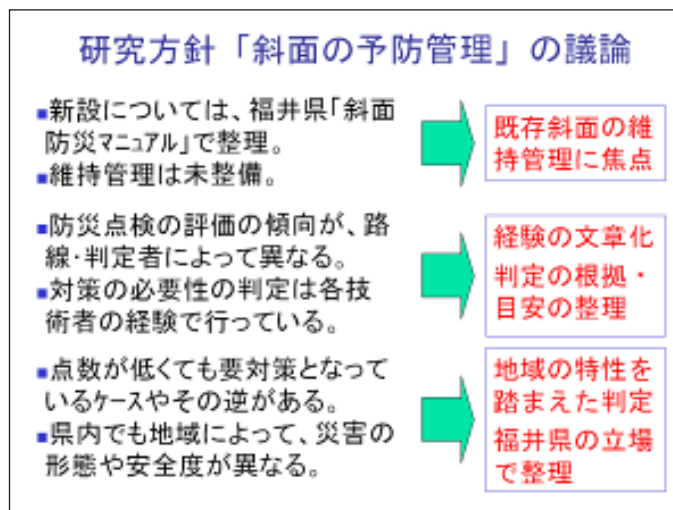 研究方針「斜面の予防管理」の議論
■新設については、福井県「斜面
防災マニュアル」で整理。
■維持管理は未整備。
既存斜面の維
持管理に焦点
■防災点検の評価の傾向が、路
線・判定者によって異なる。
■対策の必要性の判定は各技
術者の経験で行っている。
経験の文章化
判定の根拠・
目安の整理
■点数が低くても要対策となって
いるケースやその逆がある。
■県内でも地域によって、災害の
形態や安全度が異なる。
地域の特性を
踏まえた判定
福井県の立場
で整理